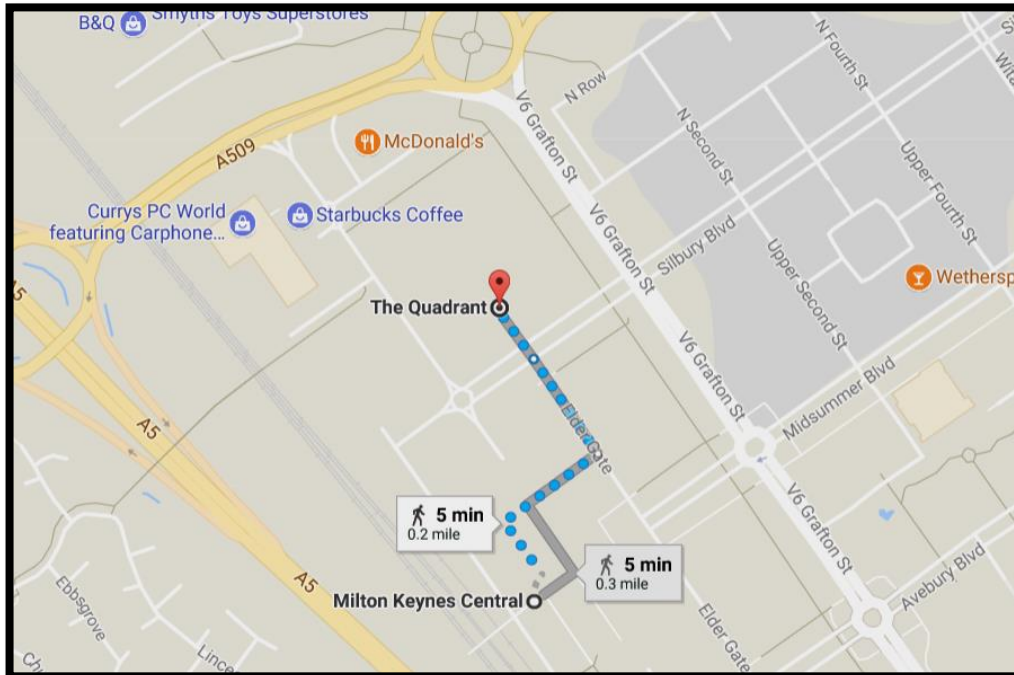 Smyths Toys Superstores
B&Q
N Row
N Fourth St
V6 Grafton St
N Second St
McDonald's
A509
Upper Fourth St
Currys PC World
featuring Carphone...
Starbucks Coffee
V6 Grafton St
Silbury Blvd
Upper Second St
Wethersp
A5
The Quadrant
V6 Grafton St
Midsummer Blvd
A5
Elder Gate
V6 Grafton St
5 min
0.2 mile
5 min
0.3 mile
Avebury Blvd
A5
Milton Keynes Central
Ebbsgrove
Elder Gate
Lince